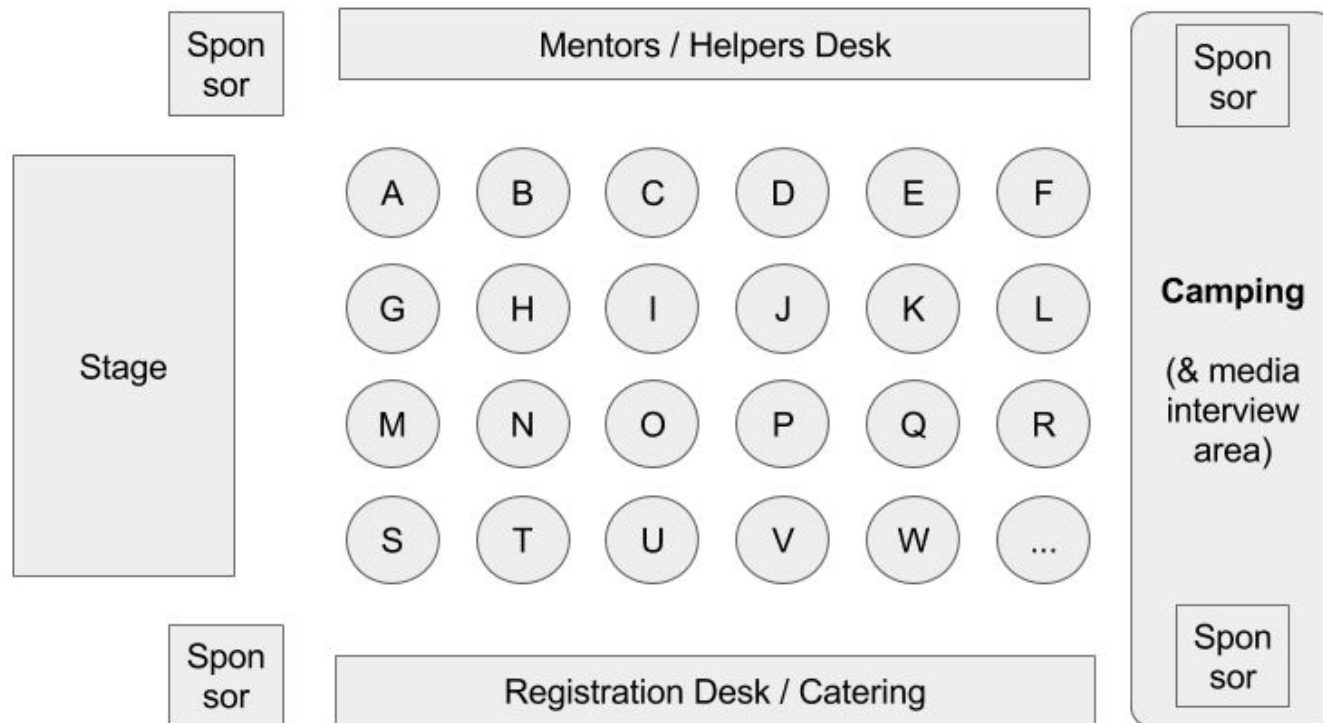 Spon
sor
Mentors / Helpers Desk
Spon
sor
A B C D E F
G H I J K L
M N O P Q R
S T U V W ...
Stage
Camping
(& media
interview
area)
Spon
sor
Registration Desk / Catering
Spon
sor